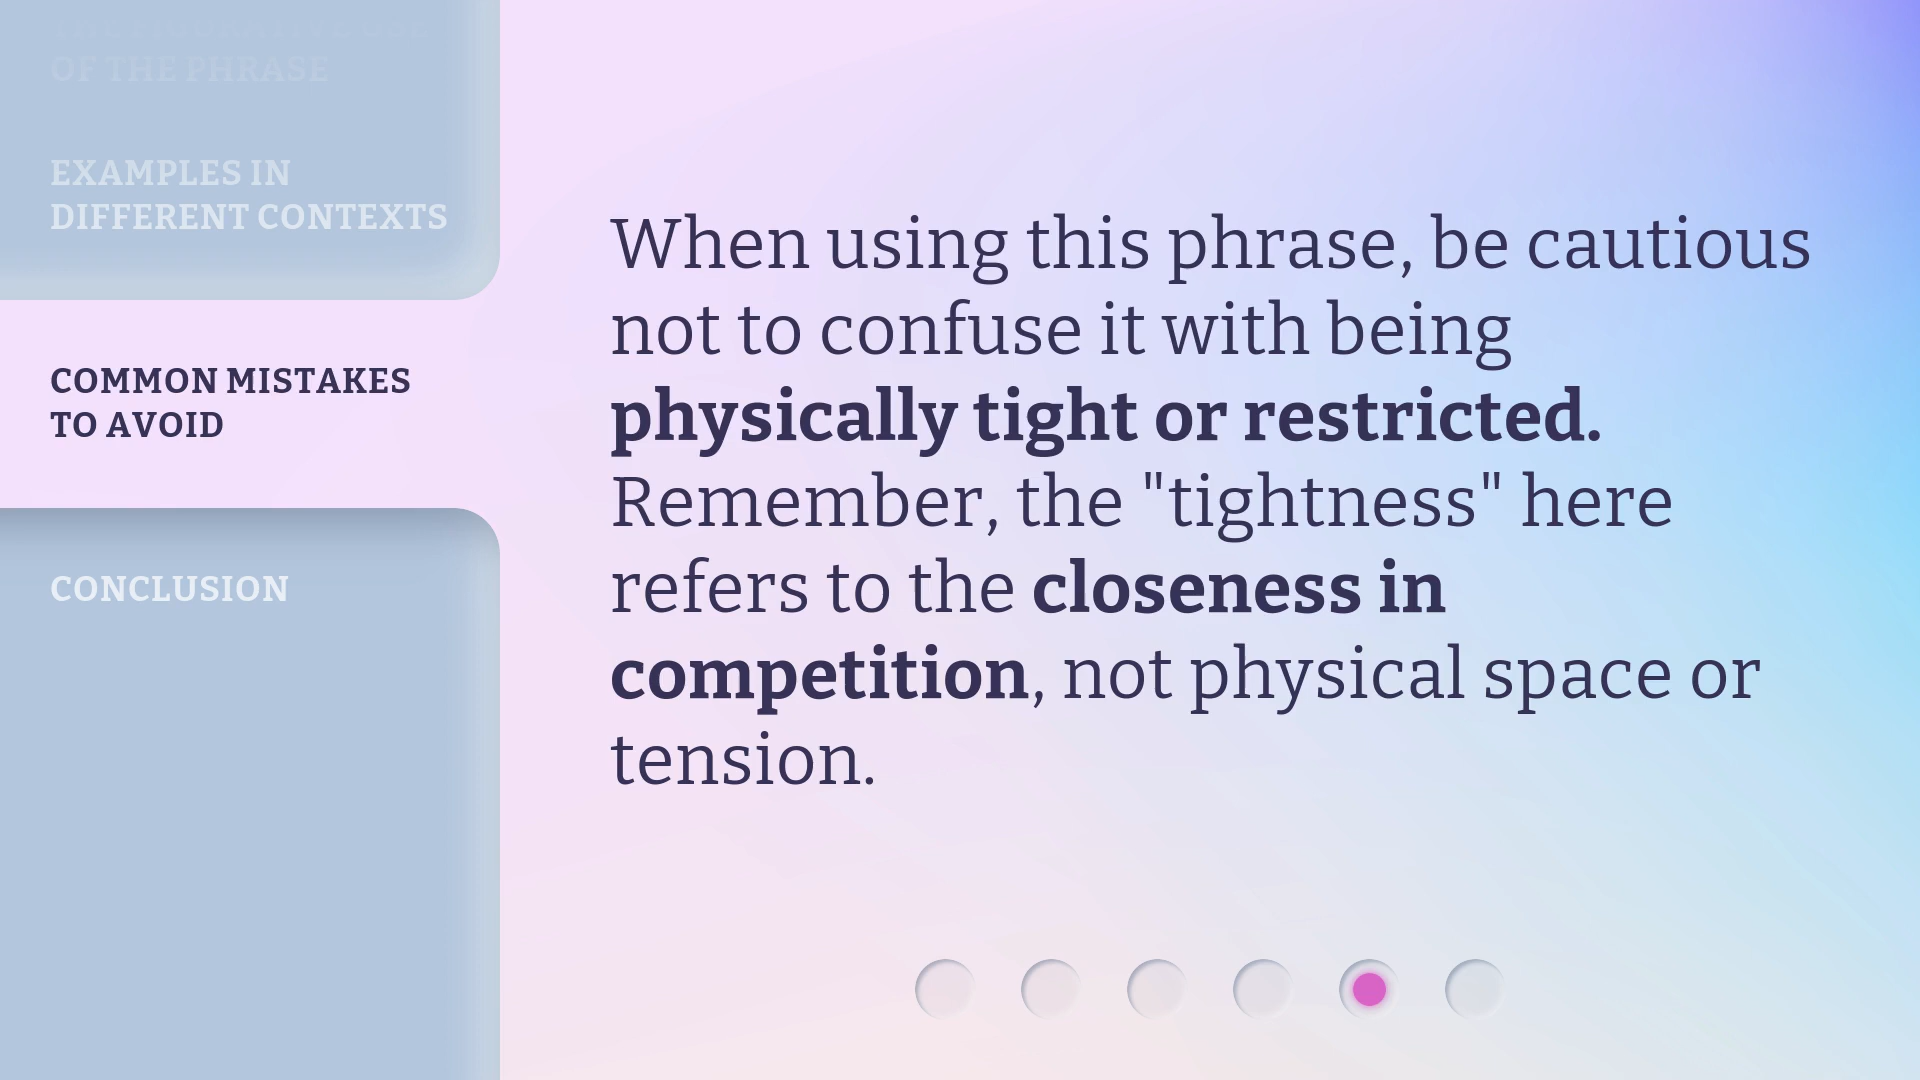 OF THE PHRASE
EXAMPLES IN
DIFFERENT CONTEXTS
COMMON MISTAKES
TO AVOID
CONCLUSION
When using this phrase, be cautious
not to confuse it with being
physically tight or restricted.
Remember, the "tightness" here
refers to the closeness in
competition, not physical space or
tension.